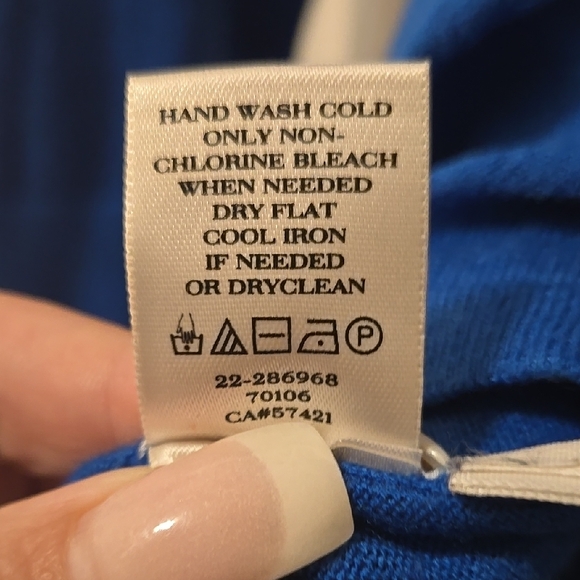 HAND WASH COLD
ONLY NON-
CHLORINE BLEACH
WHEN NEEDED
DRY FLAT
COOL IRON
IF NEEDED
OR DRYCLEAN
P
22-286968
70106
CA#57421